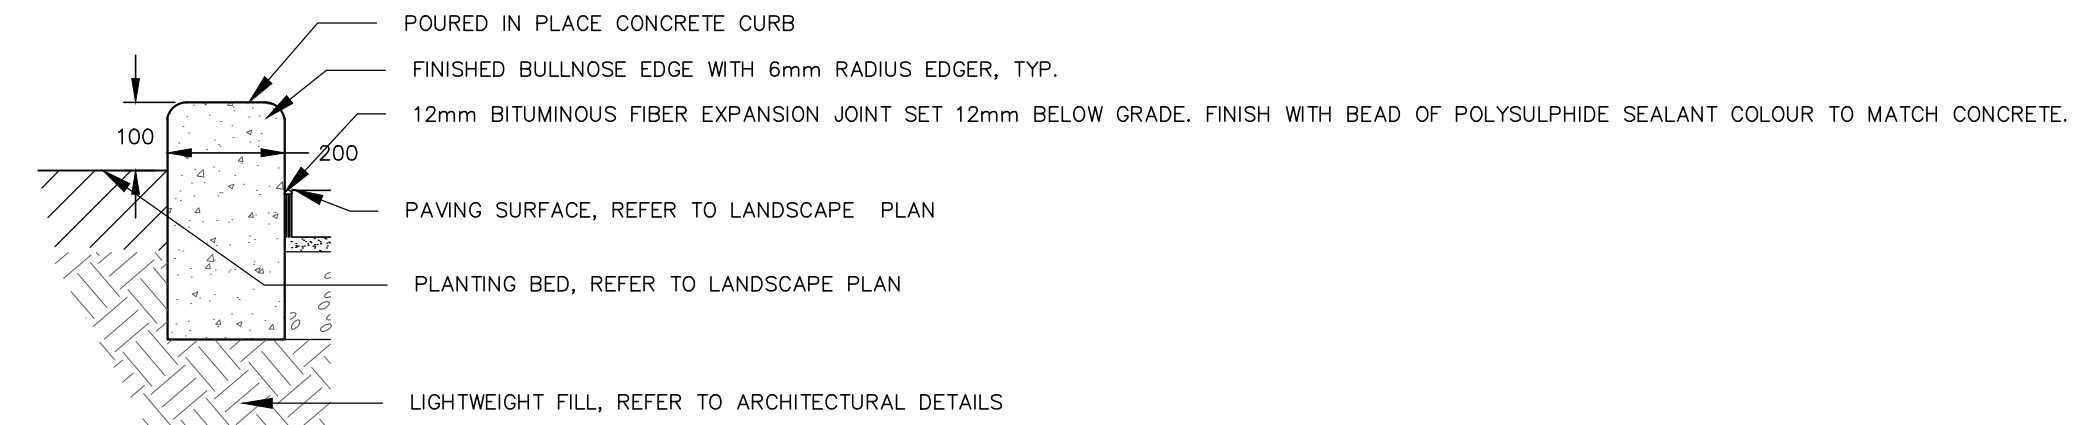 POURED IN PLACE CONCRETE CURB
FINISHED BULLNOSE EDGE WITH 6mm RADIUS EDGER, TYP.
12mm BITUMINOUS FIBER EXPANSION JOINT SET 12mm BELOW GRADE. FINISH WITH BEAD OF POLYSULPHIDE SEALANT COLOUR TO MATCH CONCRETE.
100
200
PAVING SURFACE, REFER TO LANDSCAPE PLAN
PLANTING BED, REFER TO LANDSCAPE PLAN
LIGHTWEIGHT FILL, REFER TO ARCHITECTURAL DETAILS